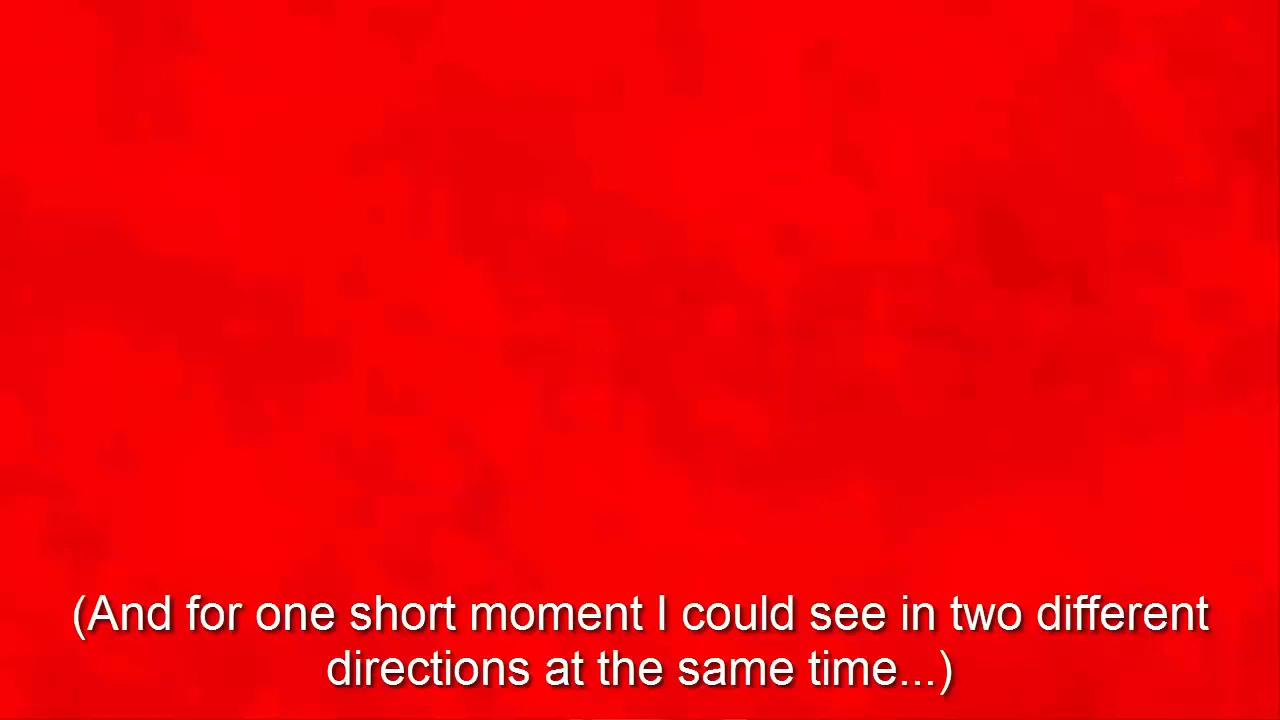 (And for one short moment I could see in two different
directions at the same time...)